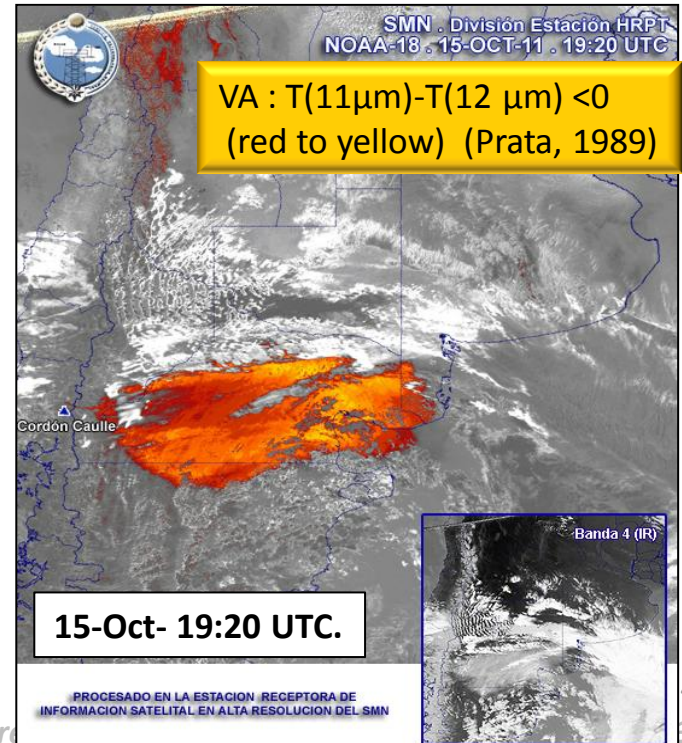 SMN . División Estación HRPT
NOAA-18 . 15-OCT-11 . 19:20 UTC
VA : T(11µm)-T(12 µm) <0
(red to yellow) (Prata, 1989)
Cordón Caulle
Banda 4 (IR)
15-Oct- 19:20 UTC.
PROCESADO EN LA ESTACION RECEPTORA DE
INFORMACION SATELITAL EN ALTA RESOLUCION DEL SMN